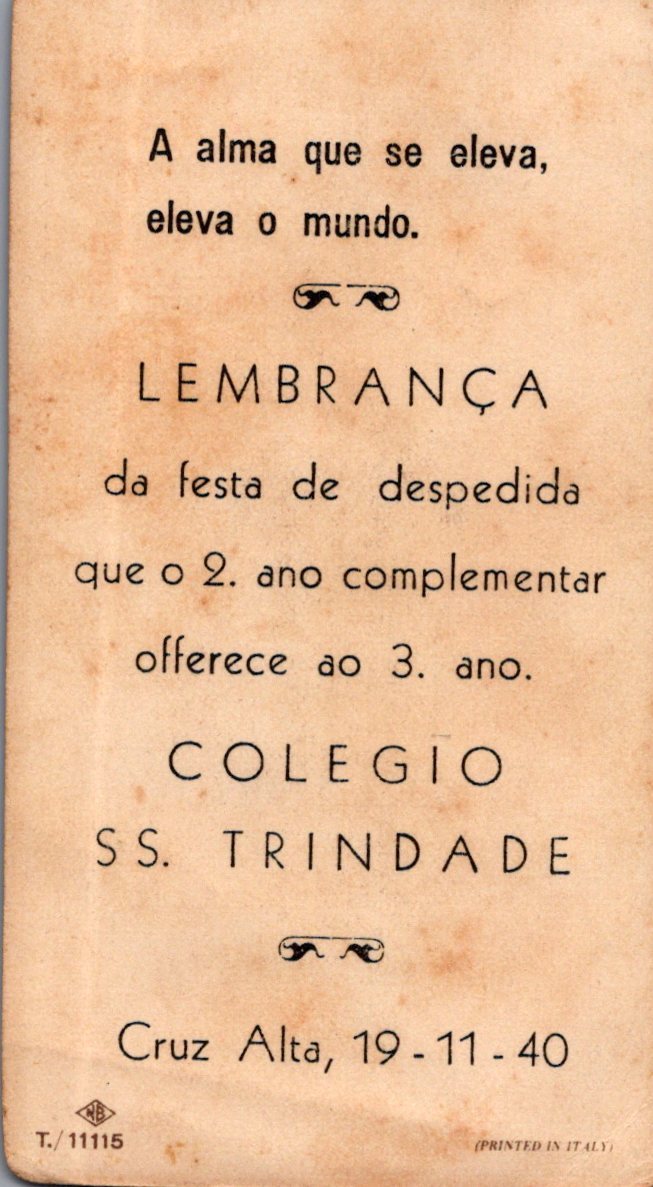 A alma que se eleva,
eleva o mundo.
LEMBRANÇA
da festa de despedida
que o 2. ano complementar
offerece ao 3. ano.
COLEGIO
SS. TRINDADE
Cruz Alta, 19-11-40
NB
T./11115
(PRINTED IN ITALY)